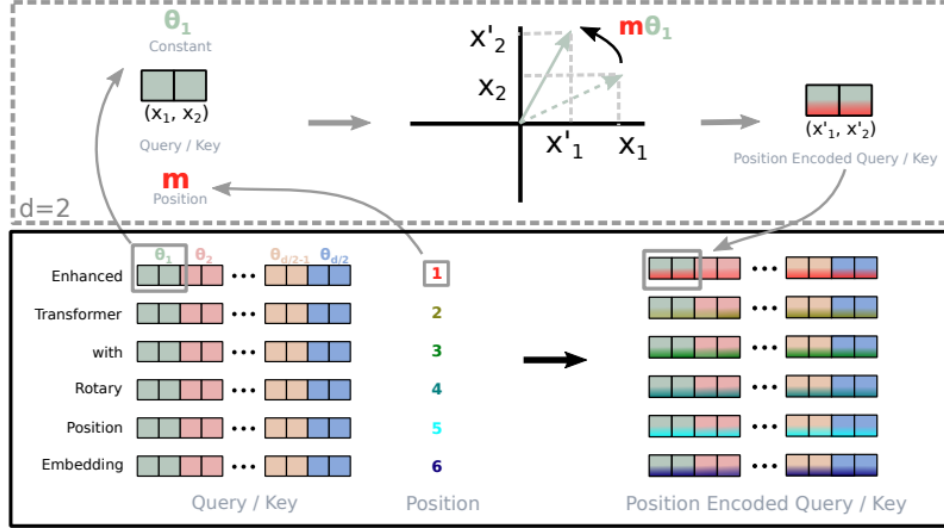 θ₁
Constant
(x₁, x₂)
Query / Key
m
Position
d=2
x'₂
x₂
x'₁
x₁
mθ₁
(x'₁, x'₂)
Position Encoded Query / Key
θ₁ θ₂ θd/2-1 θd/2
Enhanced ••• 1 •••
Transformer ••• 2 •••
with ••• 3 •••
Rotary ••• 4 •••
Position ••• 5 •••
Embedding ••• 6 •••
Query / Key Position Position Encoded Query / Key